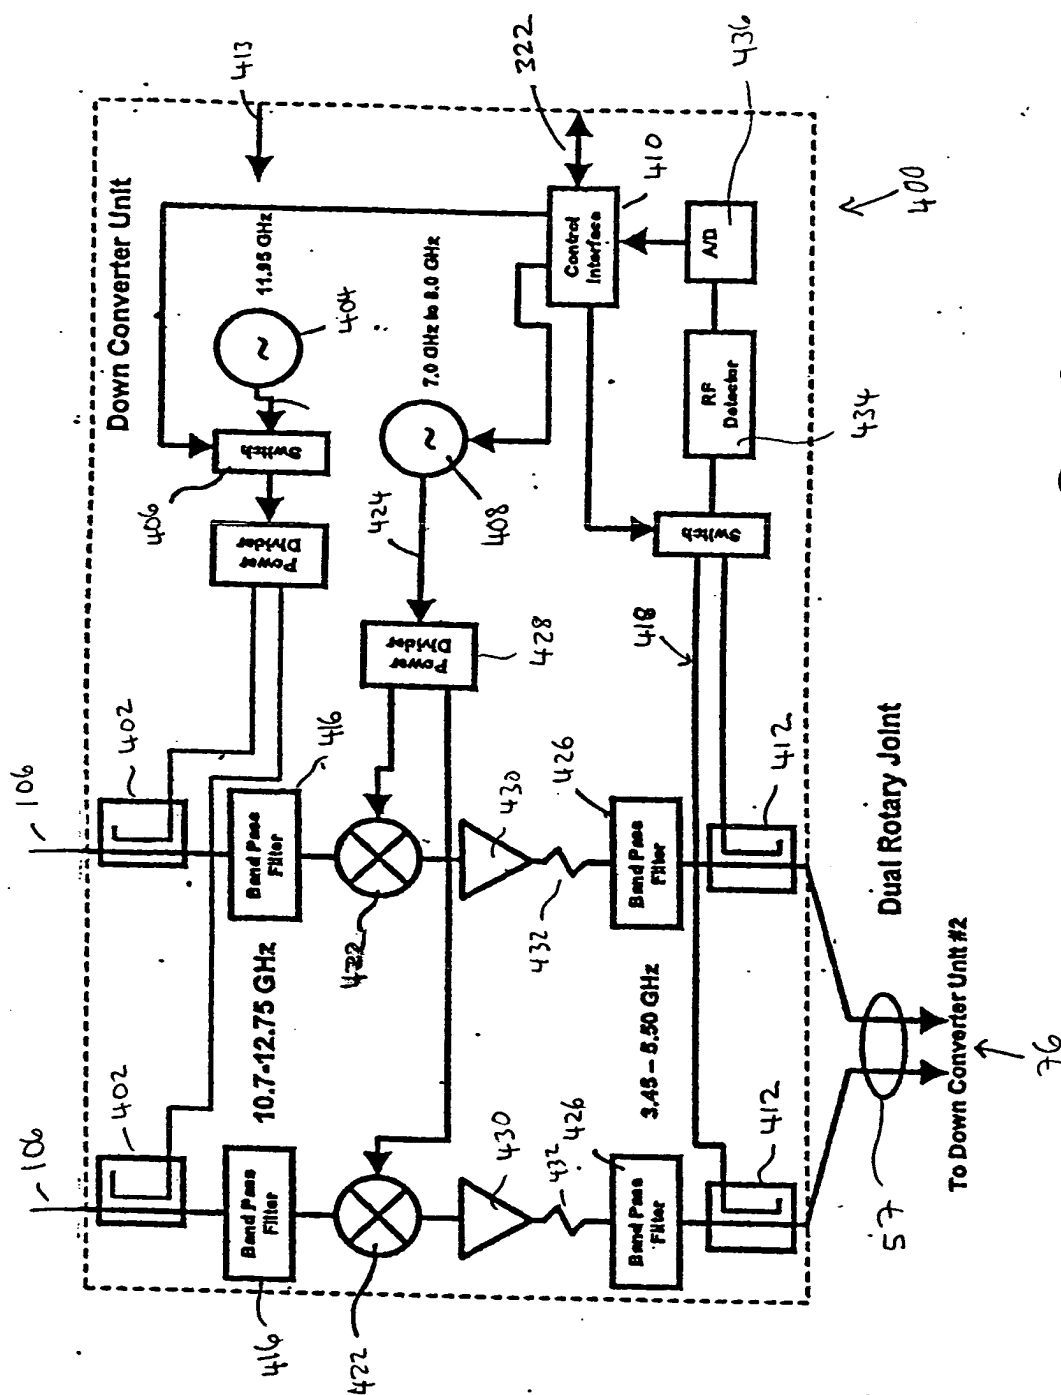 Down Converter Unit
413
322
436
11.95 GHz
7.0 GHz to 8.0 GHz
Control
Interface
410
A/D
400
404
Switch
406
408
424
RF
Detector
434
Switch
Power
Divider
Power
Divider
428
418
106
402
416
Band Pass
Filter
422
430
432
426
Band Pass
Filter
412
10.7-12.75 GHz
3.45 – 5.50 GHz
Dual Rotary Joint
106
402
416
Band Pass
Filter
422
430
432
426
Band Pass
Filter
412
57
To Down Converter Unit #2
76